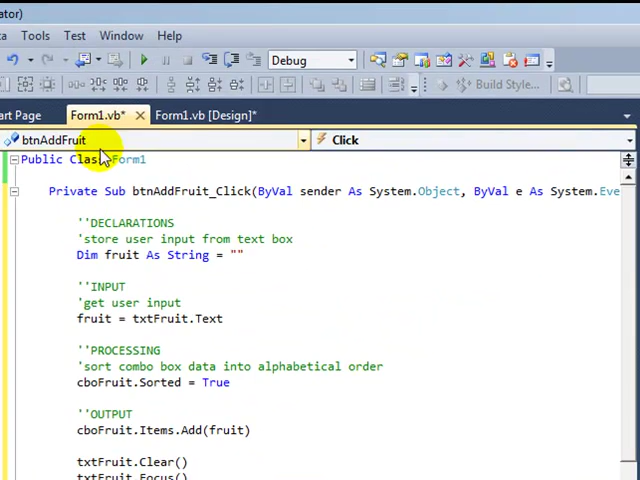 ator)
Tools Test Window Help
Debug
Build Style...
art Page Form1.vb* Form1.vb [Design]*
btnAddFruit Click
Public Class Form1
Private Sub btnAddFruit_Click(ByVal sender As System.Object, ByVal e As System.Eve
''DECLARATIONS
'store user input from text box
Dim fruit As String = ""
''INPUT
'get user input
fruit = txtFruit.Text
''PROCESSING
'sort combo box data into alphabetical order
cboFruit.Sorted = True
''OUTPUT
cboFruit.Items.Add(fruit)
txtFruit.Clear()
txtFruit.Focus()